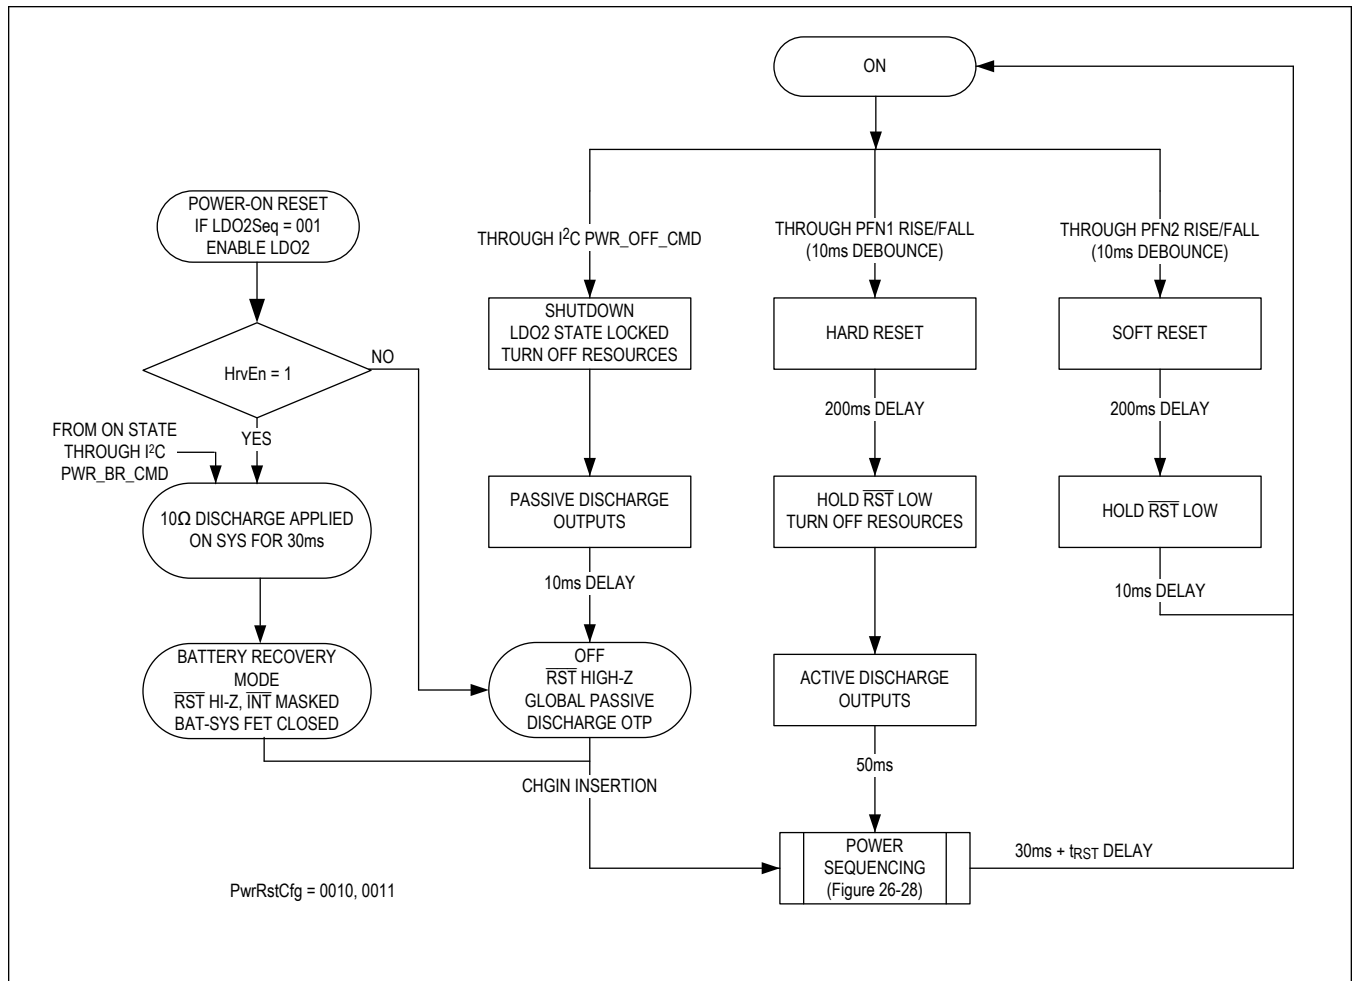 ON
POWER-ON RESET
IF LDO2Seq = 001
ENABLE LDO2
HrvEn = 1
NO
YES
FROM ON STATE
THROUGH I²C
PWR_BR_CMD
10Ω DISCHARGE APPLIED
ON SYS FOR 30ms
BATTERY RECOVERY
MODE
R̅S̅T̅ HI-Z, I̅N̅T̅ MASKED
BAT-SYS FET CLOSED
THROUGH I²C PWR_OFF_CMD
SHUTDOWN
LDO2 STATE LOCKED
TURN OFF RESOURCES
PASSIVE DISCHARGE
OUTPUTS
10ms DELAY
OFF
R̅S̅T̅ HIGH-Z
GLOBAL PASSIVE
DISCHARGE OTP
CHGIN INSERTION
THROUGH PFN1 RISE/FALL
(10ms DEBOUNCE)
HARD RESET
200ms DELAY
HOLD R̅S̅T̅ LOW
TURN OFF RESOURCES
ACTIVE DISCHARGE
OUTPUTS
50ms
POWER
SEQUENCING
(Figure 26-28)
30ms + tRST DELAY
THROUGH PFN2 RISE/FALL
(10ms DEBOUNCE)
SOFT RESET
200ms DELAY
HOLD R̅S̅T̅ LOW
10ms DELAY
PwrRstCfg = 0010, 0011